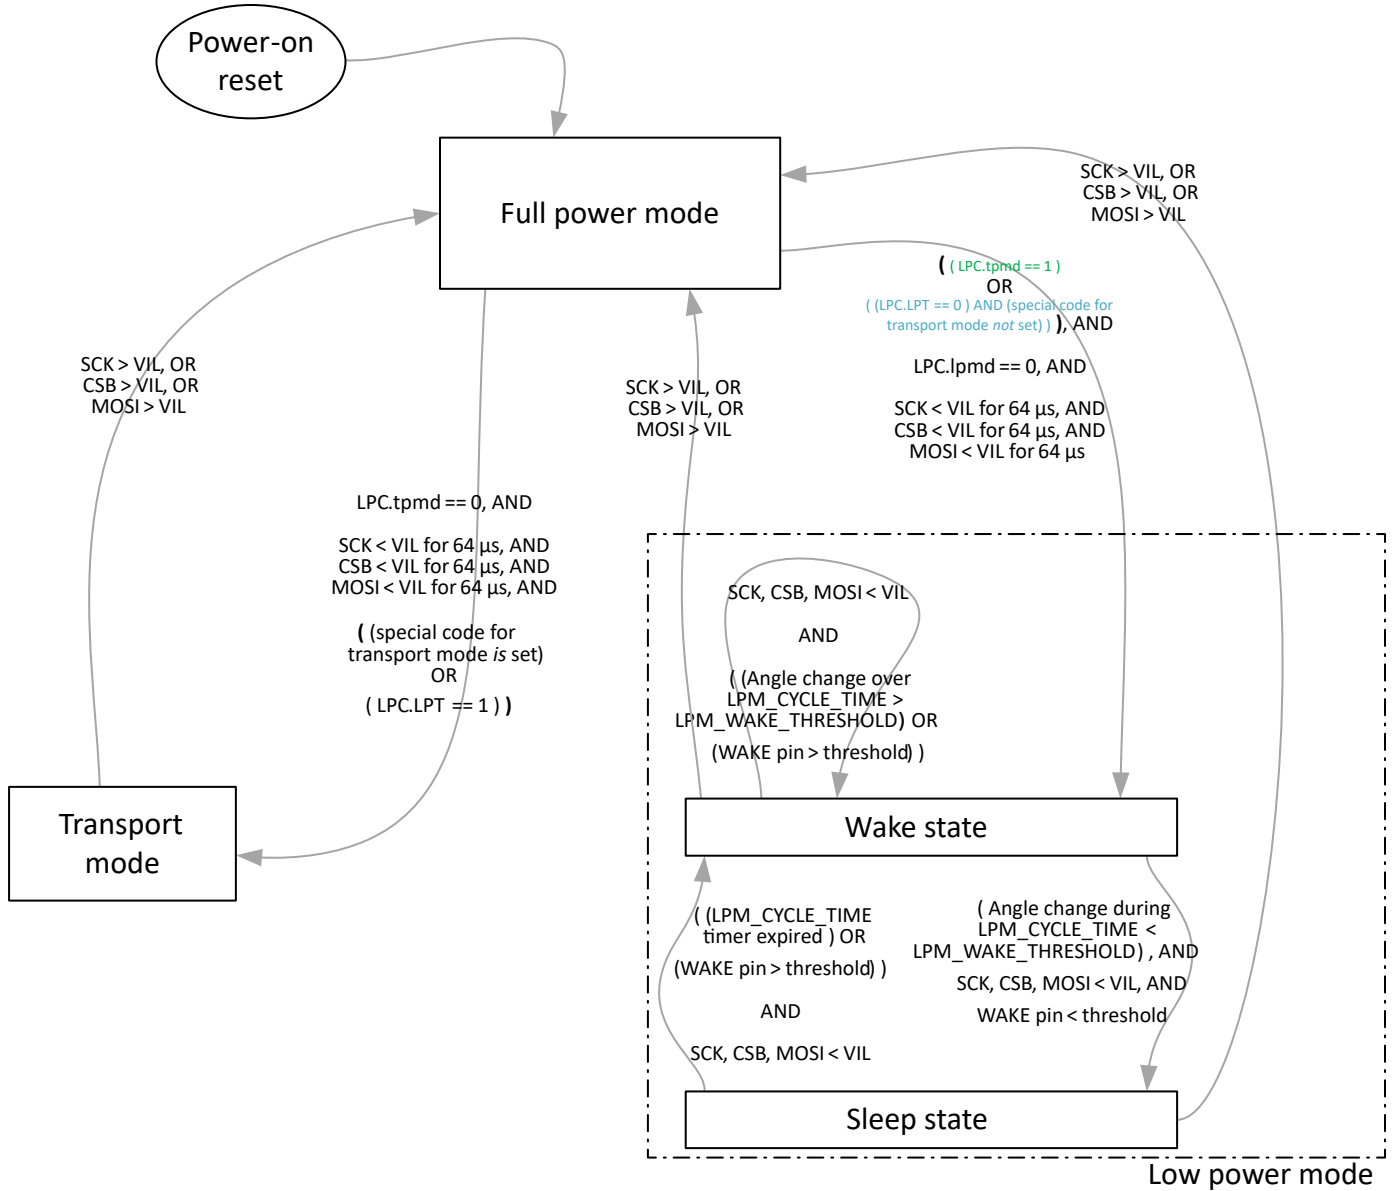 Power-on
reset
Full power mode
SCK > VIL, OR
CSB > VIL, OR
MOSI > VIL
( ( LPC.tpmd == 1 )
OR
( (LPC.LPT == 0 ) AND (special code for
transport mode not set) ) ), AND
LPC.lpmd == 0, AND
SCK < VIL for 64 µs, AND
CSB < VIL for 64 µs, AND
MOSI < VIL for 64 µs
SCK > VIL, OR
CSB > VIL, OR
MOSI > VIL
SCK > VIL, OR
CSB > VIL, OR
MOSI > VIL
LPC.tpmd == 0, AND
SCK < VIL for 64 µs, AND
CSB < VIL for 64 µs, AND
MOSI < VIL for 64 µs, AND
( (special code for
transport mode is set)
OR
( LPC.LPT == 1 ) )
SCK, CSB, MOSI < VIL
AND
( (Angle change over
LPM_CYCLE_TIME >
LPM_WAKE_THRESHOLD) OR
(WAKE pin > threshold) )
Transport
mode
Wake state
( (LPM_CYCLE_TIME
timer expired ) OR
(WAKE pin > threshold) )
AND
SCK, CSB, MOSI < VIL
( Angle change during
LPM_CYCLE_TIME <
LPM_WAKE_THRESHOLD) , AND
SCK, CSB, MOSI < VIL, AND
WAKE pin < threshold
Sleep state
Low power mode